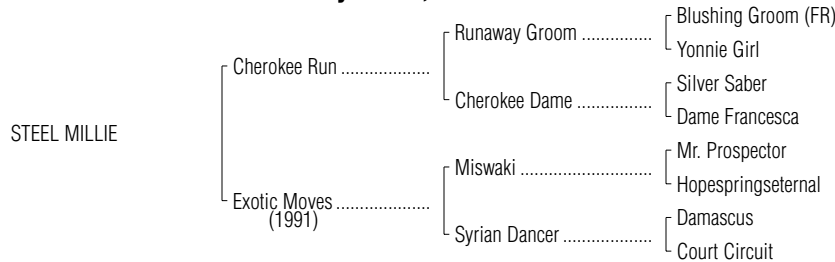 Blushing Groom (FR)
Runaway Groom ................
Yonnie Girl
Cherokee Run ....................
Silver Saber
Cherokee Dame .................
Dame Francesca
STEEL MILLIE
Mr. Prospector
Miswaki ............................
Hopespringseternal
Exotic Moves .....................
(1991)
Damascus
Syrian Dancer ....................
Court Circuit